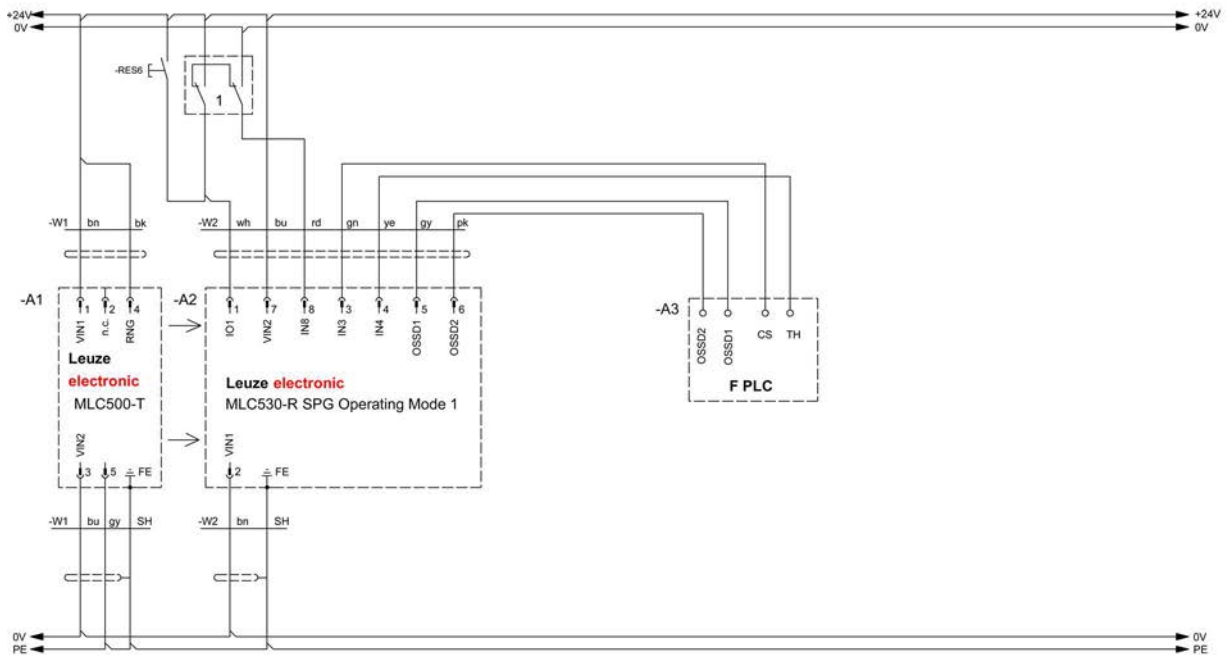 +24V
+24V
0V
0V
-RES6
1
-W1 bn bk
-W2 wh bu rd gn ye gy pk
-A1
-A2
-A3
1 2 4
1 7 8 3 4 5 6
VIN1 n.c. RNG
IO1 VIN2 IN8 IN3 IN4 OSSD1 OSSD2
OSSD2 OSSD1 CS TH
Leuze
electronic
MLC500-T
Leuze electronic
MLC530-R SPG Operating Mode 1
F PLC
VIN2
VIN1
3 5 FE
2 FE
-W1 bu gy SH
-W2 bn SH
0V
0V
PE
PE